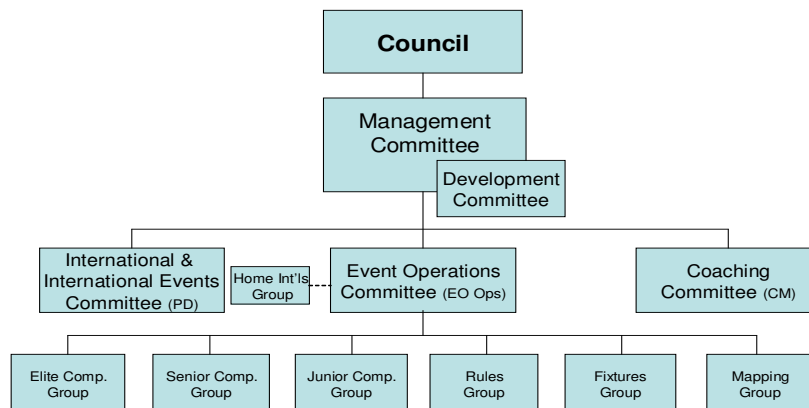 Council
Management
Committee
Development
Committee
International &
International Events
Committee (PD)
Home Int'ls
Group
Event Operations
Committee (EO Ops)
Coaching
Committee (CM)
Elite Comp.
Group
Senior Comp.
Group
Junior Comp.
Group
Rules
Group
Fixtures
Group
Mapping
Group